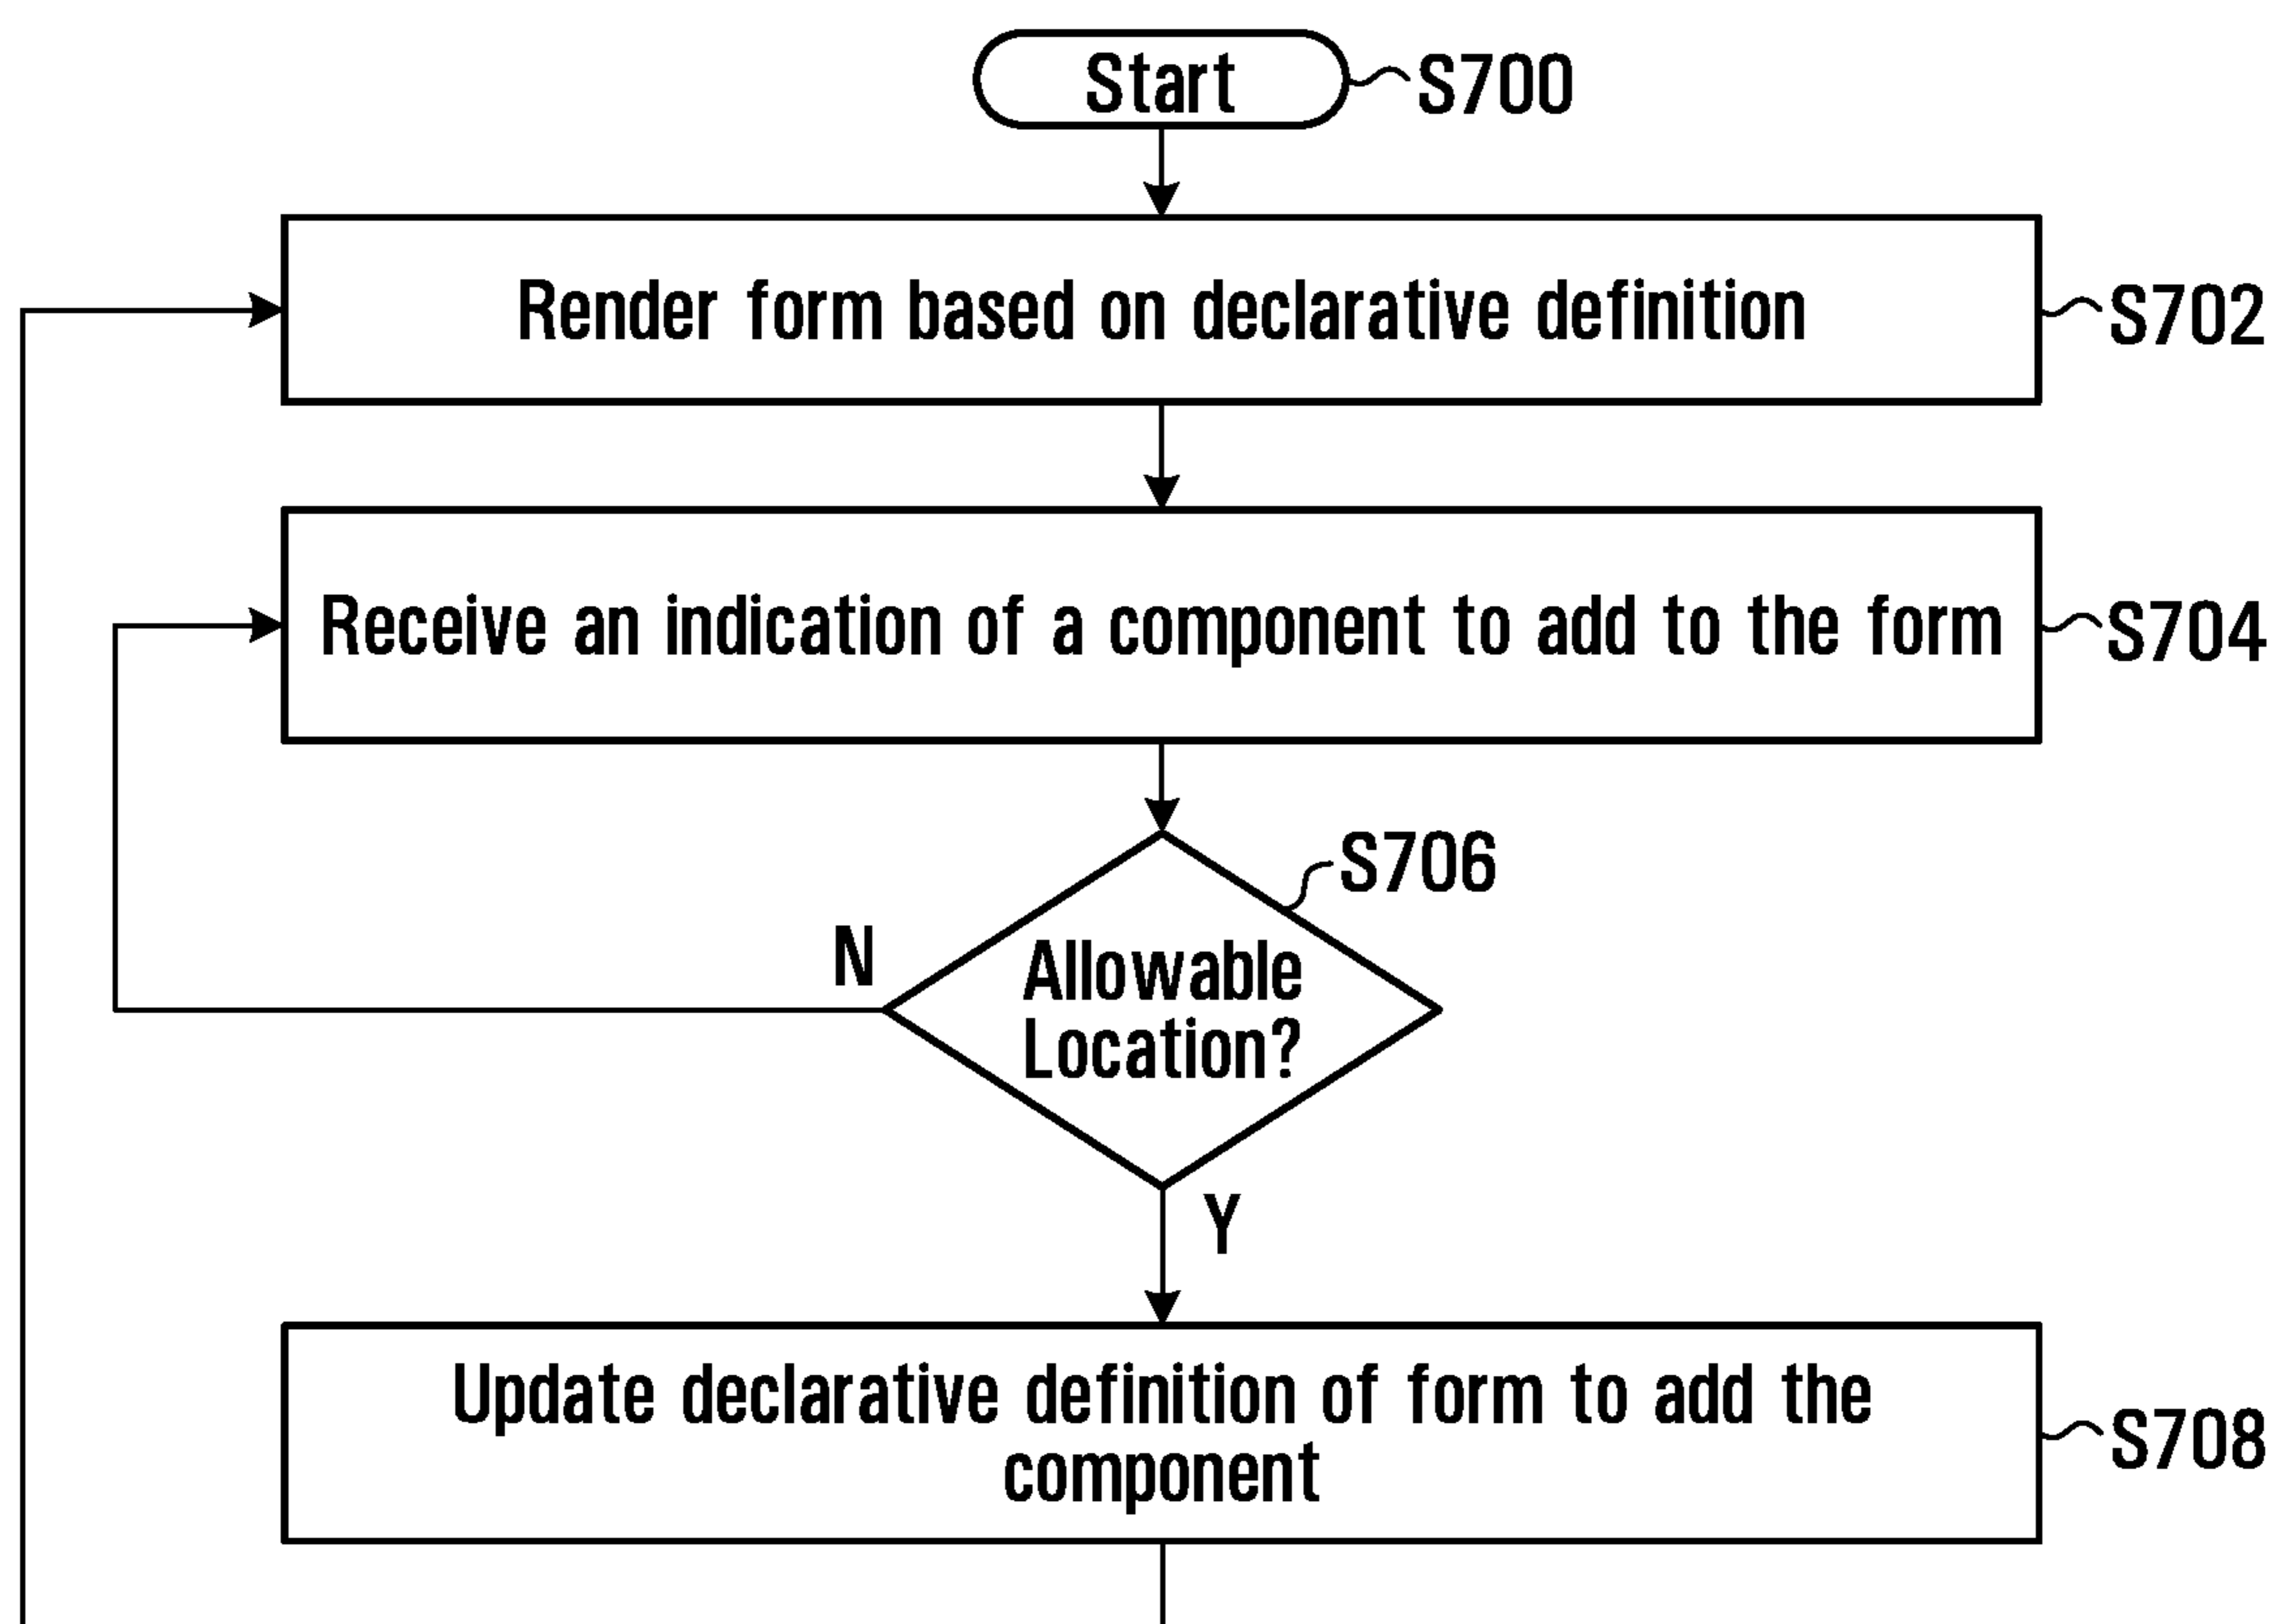 Start
S700
Render form based on declarative definition
S702
Receive an indication of a component to add to the form
S704
S706
N
Allowable
Location?
Y
Update declarative definition of form to add the
component
S708